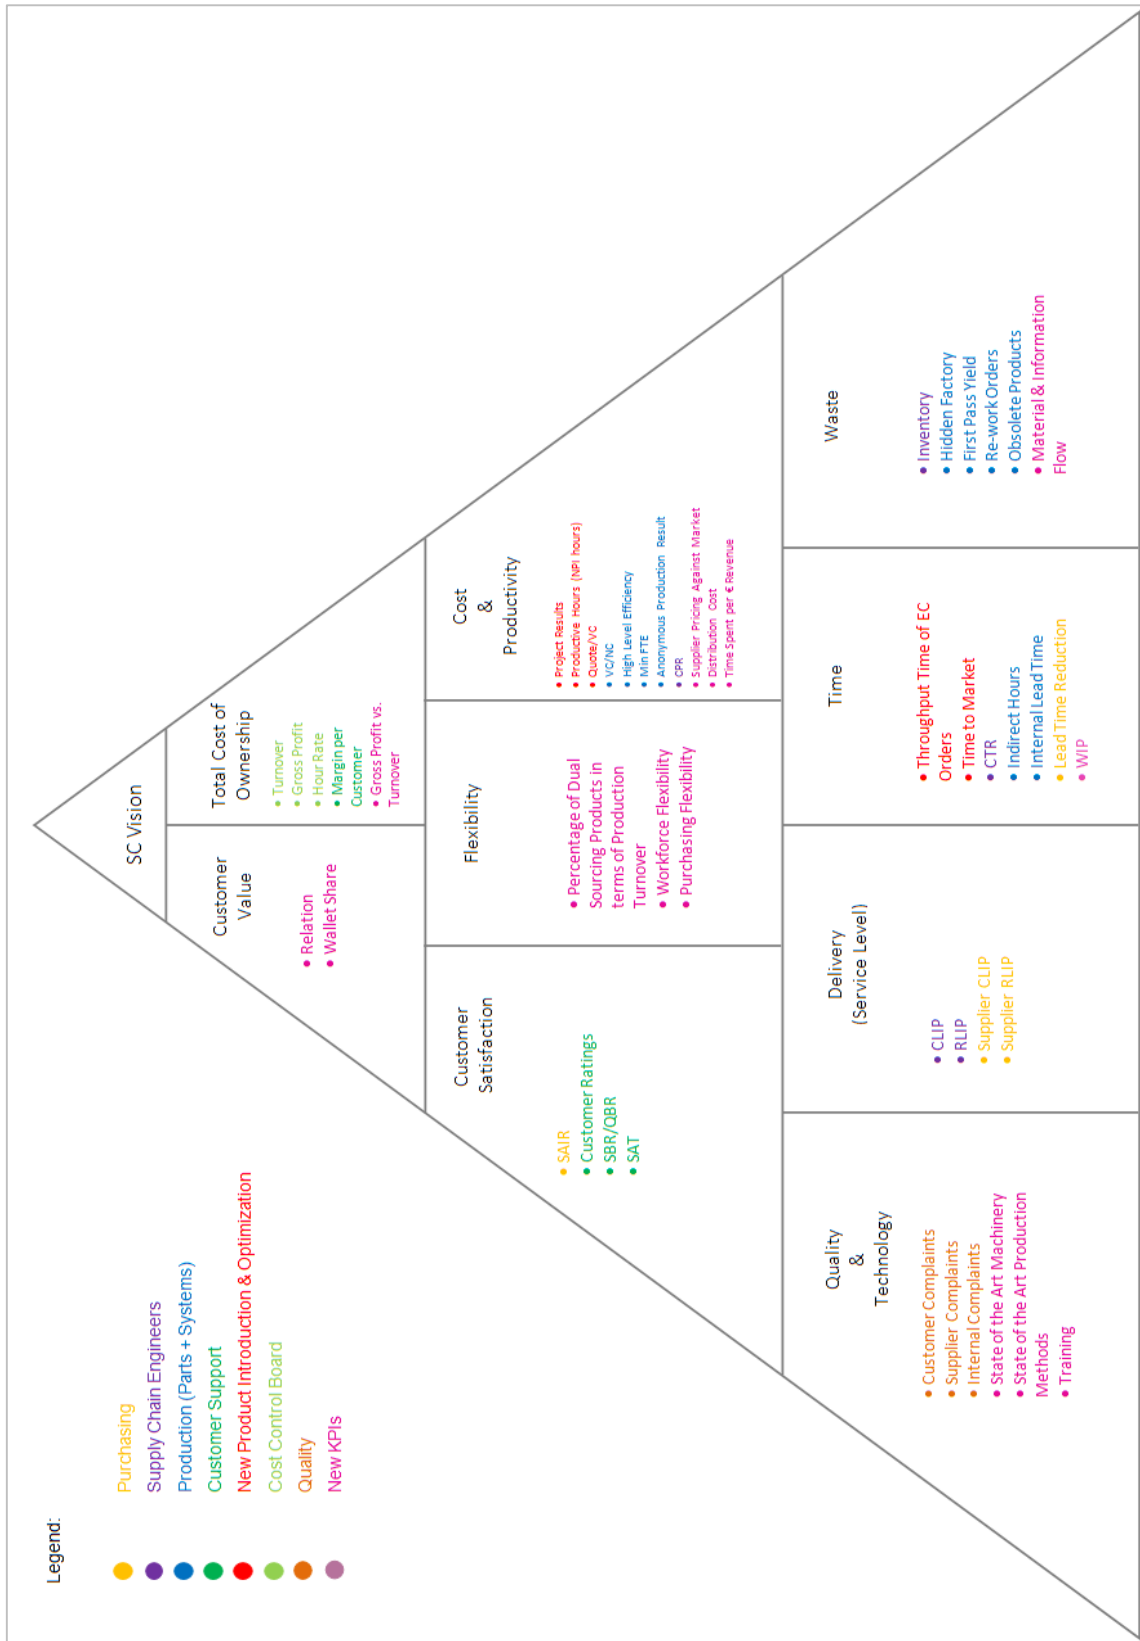 Legend:
Purchasing
Supply Chain Engineers
Production (Parts + Systems)
Customer Support
New Product Introduction & Optimization
Cost Control Board
Quality
New KPIs
SC Vision
Customer
Value
• Relation
• Wallet Share
Total Cost of
Ownership
• Turnover
• Gross Profit
• Hour Rate
• Margin per
Customer
• Gross Profit vs.
Turnover
Customer
Satisfaction
• SAIR
• Customer Ratings
• SBR/QBR
• SAT
Flexibility
• Percentage of Dual
Sourcing Products in
terms of Production
Turnover
• Workforce Flexibility
• Purchasing Flexibility
Cost
&
Productivity
• Project Results
• Productive Hours (NPI hours)
• Quote/VC
• VC/NC
• High Level Efficiency
• Min FTE
• Anonymous Production Result
• CPR
• Supplier Pricing Against Market
• Distribution Cost
• Time Spent per € Revenue
Quality
&
Technology
• Customer Complaints
• Supplier Complaints
• Internal Complaints
• State of the Art Machinery
• State of the Art Production
Methods
• Training
Delivery
(Service Level)
• CLIP
• RLIP
• Supplier CLIP
• Supplier RLIP
Time
• Throughput Time of EC
Orders
• Time to Market
• CTR
• Indirect Hours
• Internal Lead Time
• Lead Time Reduction
• WIP
Waste
• Inventory
• Hidden Factory
• First Pass Yield
• Re-work Orders
• Obsolete Products
• Material & Information
Flow